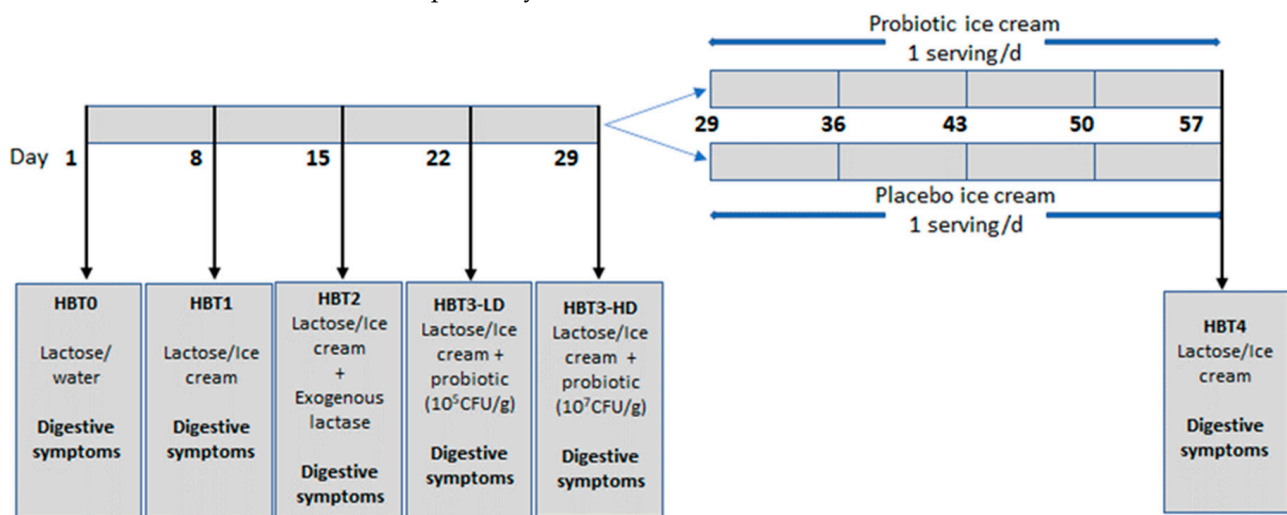 Probiotic ice cream
1 serving/d
29 36 43 50 57
Day 1 8 15 22 29
Placebo ice cream
1 serving/d
HBT0
Lactose/
water
Digestive
symptoms
HBT1
Lactose/Ice
cream
Digestive
symptoms
HBT2
Lactose/Ice
cream
+
Exogenous
lactase
Digestive
symptoms
HBT3-LD
Lactose/Ice
cream +
probiotic
(10⁵CFU/g)
Digestive
symptoms
HBT3-HD
Lactose/Ice
cream +
probiotic
(10⁷CFU/g)
Digestive
symptoms
HBT4
Lactose/Ice
cream
Digestive
symptoms